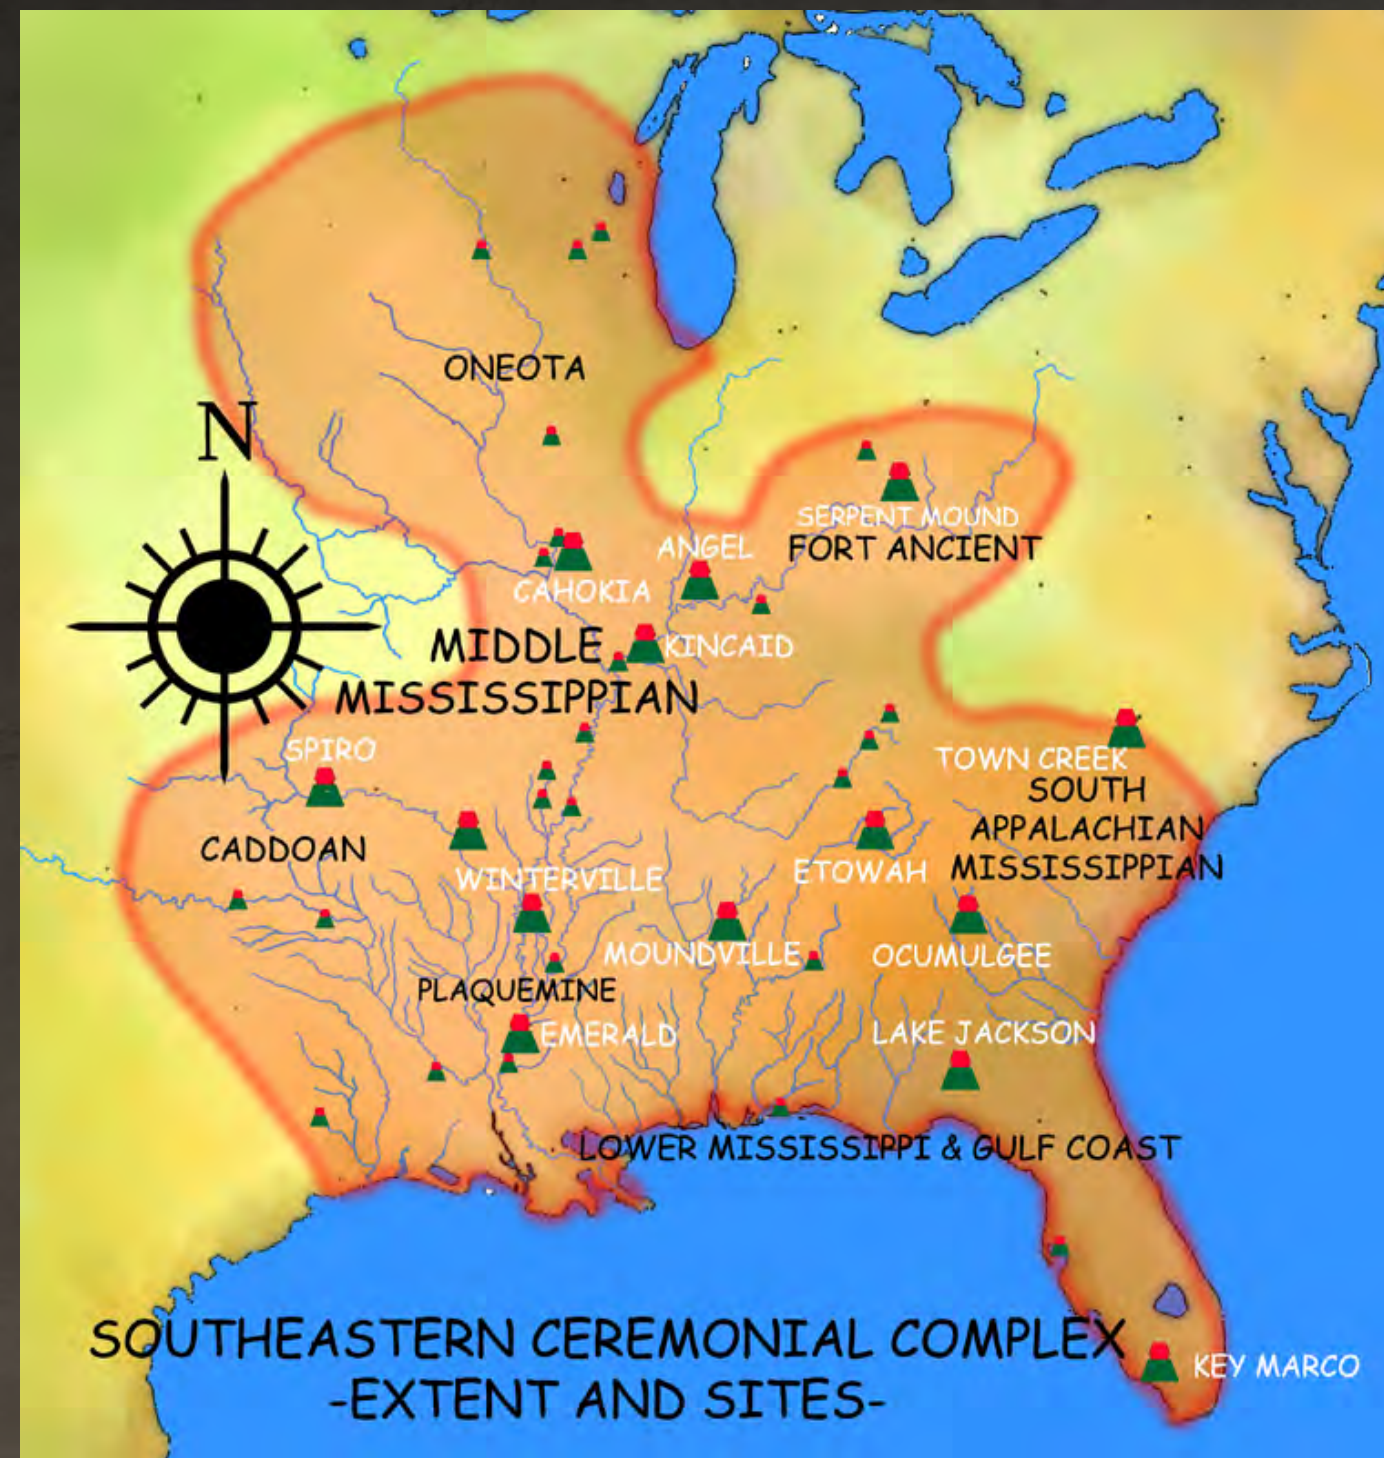 ONEOTA
N
SERPENT MOUND
FORT ANCIENT
ANGEL
CAHOKIA
KINCAID
MIDDLE
MISSISSIPPIAN
SPIRO
TOWN CREEK
SOUTH
APPALACHIAN
MISSISSIPPIAN
CADDOAN
WINTERVILLE
ETOWAH
MOUNDVILLE
OCUMULGEE
PLAQUEMINE
EMERALD
LAKE JACKSON
LOWER MISSISSIPPI & GULF COAST
SOUTHEASTERN CEREMONIAL COMPLEX
-EXTENT AND SITES-
KEY MARCO